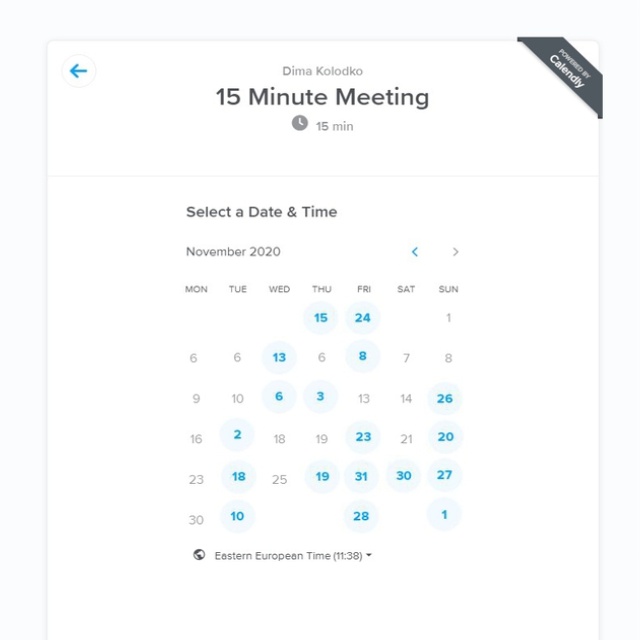 POWERED BY
Calendly
Dima Kolodko
15 Minute Meeting
15 min
Select a Date & Time
November 2020
MON TUE WED THU FRI SAT SUN
15 24 1
6 6 13 6 8 7 8
9 10 6 3 13 14 26
16 2 18 19 23 21 20
23 18 25 19 31 30 27
30 10 28 1
Eastern European Time (11:38)